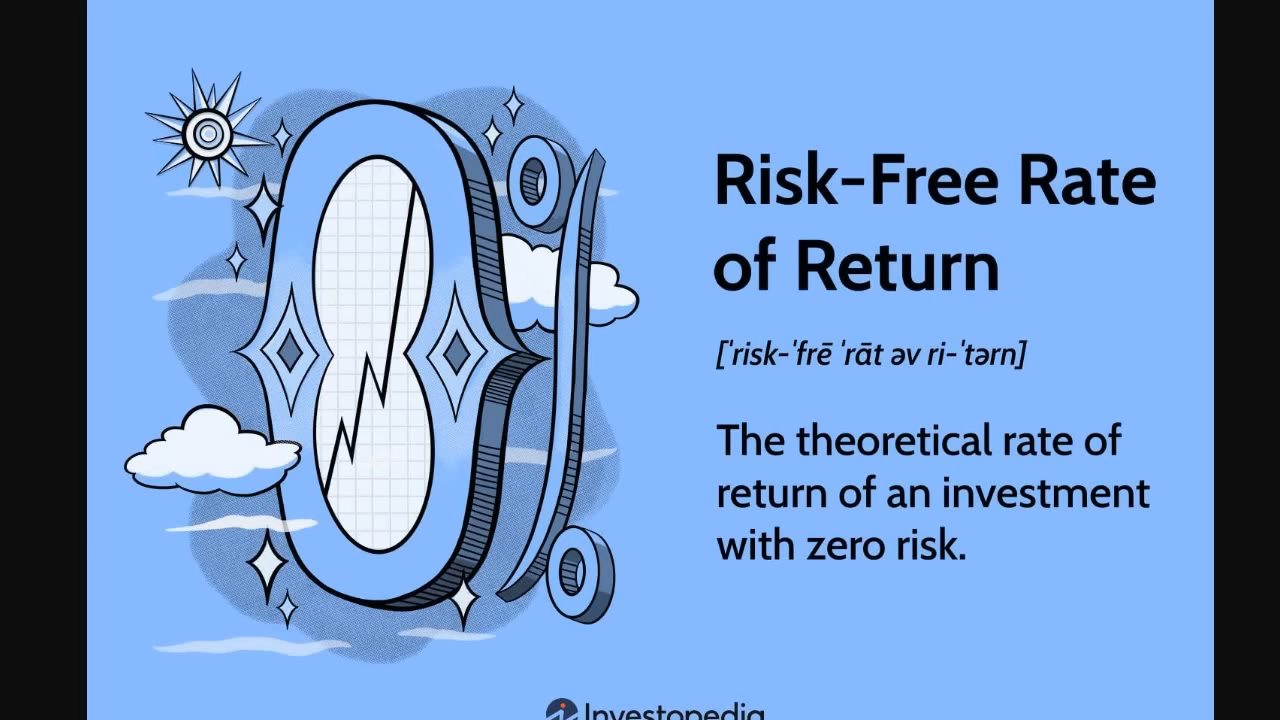 Risk-Free Rate
of Return
[ˈrisk-ˈfrē ˈrāt əv ri-ˈtərn]
The theoretical rate of
return of an investment
with zero risk.
Investopedia